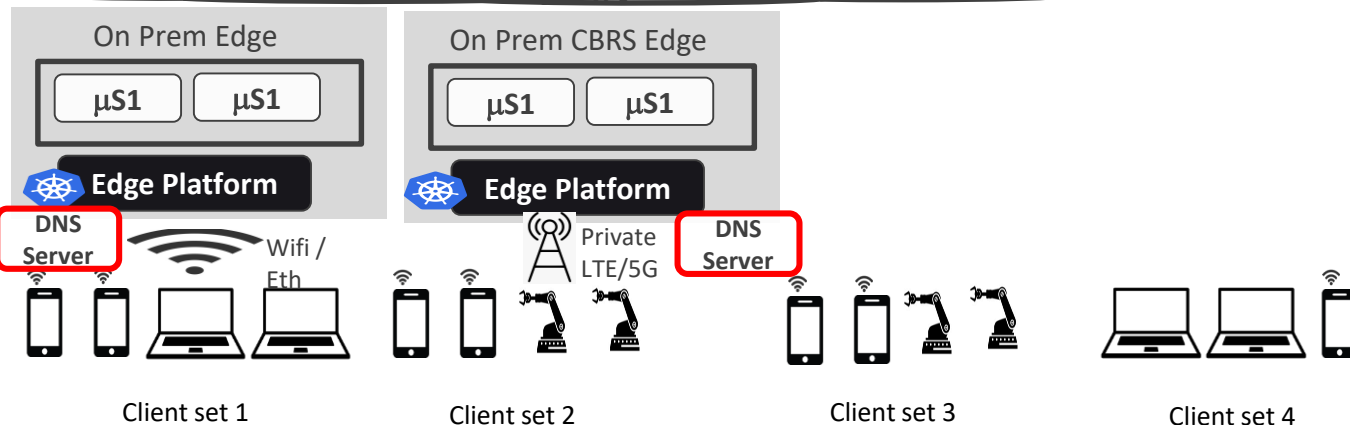 On Prem Edge
μS1
μS1
Edge Platform
DNS
Server
Wifi /
Eth
On Prem CBRS Edge
μS1
μS1
Edge Platform
Private
LTE/5G
DNS
Server
Client set 1
Client set 2
Client set 3
Client set 4